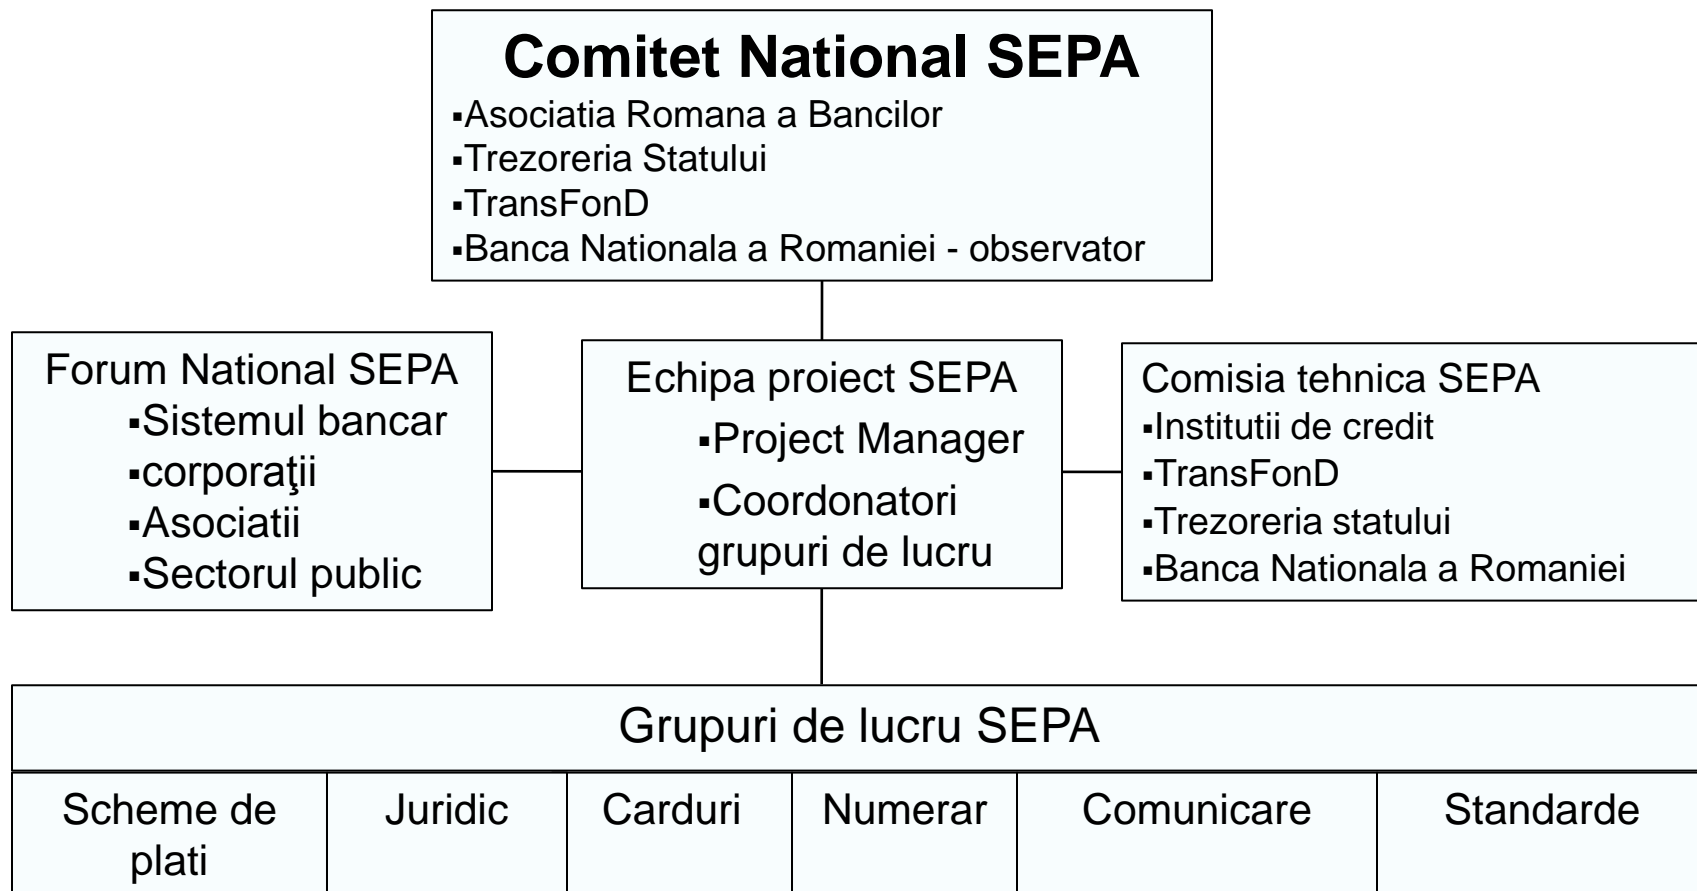 Comitet National SEPA
▪Asociatia Romana a Bancilor
▪Trezoreria Statului
▪TransFonD
▪Banca Nationala a Romaniei - observator
Forum National SEPA
▪Sistemul bancar
▪corporaţii
▪Asociatii
▪Sectorul public
Echipa proiect SEPA
▪Project Manager
▪Coordonatori
grupuri de lucru
Comisia tehnica SEPA
▪Institutii de credit
▪TransFonD
▪Trezoreria statului
▪Banca Nationala a Romaniei
Grupuri de lucru SEPA
Scheme de
plati
Juridic
Carduri
Numerar
Comunicare
Standarde